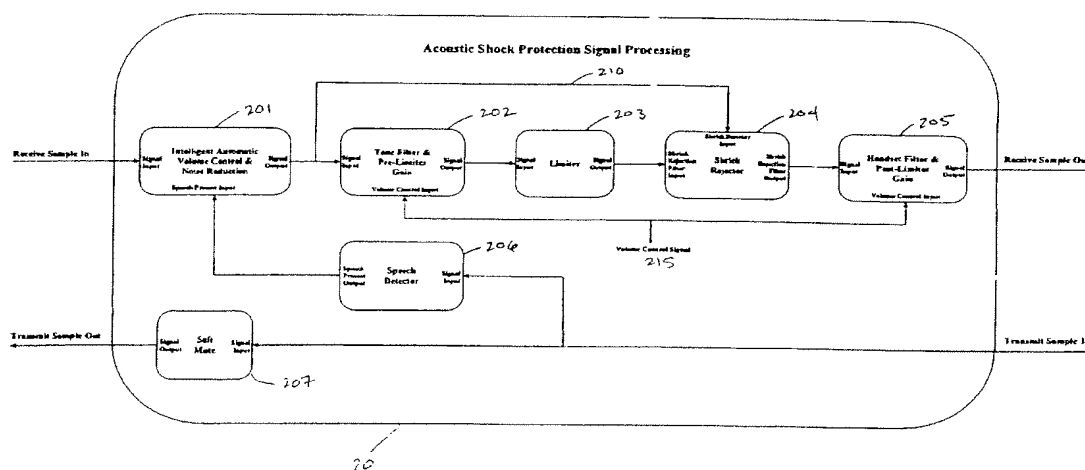 Acoustic Shock Protection Signal Processing
210
201
202
203
204
205
Receive Sample In
Signal Input
Intelligent Automatic Volume Control & Noise Reduction
Signal Output
Speech Present Input
Signal Input
Tone Filter & Pre-Limiter Gain
Signal Output
Volume Control Input
Signal Input
Limiter
Signal Output
Shriek Detector Input
Shriek Rejection Filter Input
Shriek Rejector
Shriek Rejection Filter Output
Signal Input
Handset Filter & Post-Limiter Gain
Signal Output
Volume Control Input
Receive Sample Out
Volume Control Signal
215
206
Speech Present Output
Speech Detector
Signal Input
Transmit Sample Out
Signal Output
Soft Mute
Signal Input
Transmit Sample I
207
20